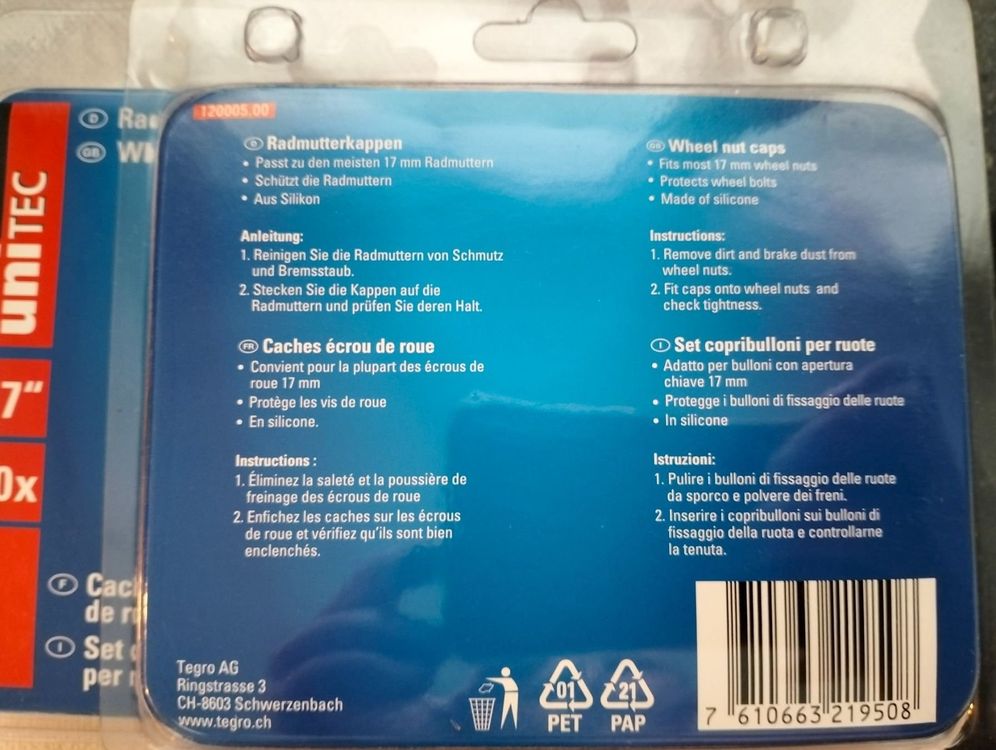 120005.00
D Radmutterkappen
• Passt zu den meisten 17 mm Radmuttern
• Schützt die Radmuttern
• Aus Silikon
Anleitung:
1. Reinigen Sie die Radmuttern von Schmutz
und Bremsstaub.
2. Stecken Sie die Kappen auf die
Radmuttern und prüfen Sie deren Halt.
FR Caches écrou de roue
• Convient pour la plupart des écrous de
roue 17 mm
• Protège les vis de roue
• En silicone.
Instructions :
1. Éliminez la saleté et la poussière de
freinage des écrous de roue
2. Enfichez les caches sur les écrous
de roue et vérifiez qu'ils sont bien
enclenchés.
GB Wheel nut caps
• Fits most 17 mm wheel nuts
• Protects wheel bolts
• Made of silicone
Instructions:
1. Remove dirt and brake dust from
wheel nuts.
2. Fit caps onto wheel nuts and
check tightness.
I Set copribulloni per ruote
• Adatto per bulloni con apertura
chiave 17 mm
• Protegge i bulloni di fissaggio delle ruote
• In silicone
Istruzioni:
1. Pulire i bulloni di fissaggio delle ruote
da sporco e polvere dei freni.
2. Inserire i copribulloni sui bulloni di
fissaggio della ruota e controllarne
la tenuta.
Tegro AG
Ringstrasse 3
CH-8603 Schwerzenbach
www.tegro.ch
01
PET
21
PAP
7 610663 219508
uniTEC
D
GB
7"
0x
F
de
I Set
per